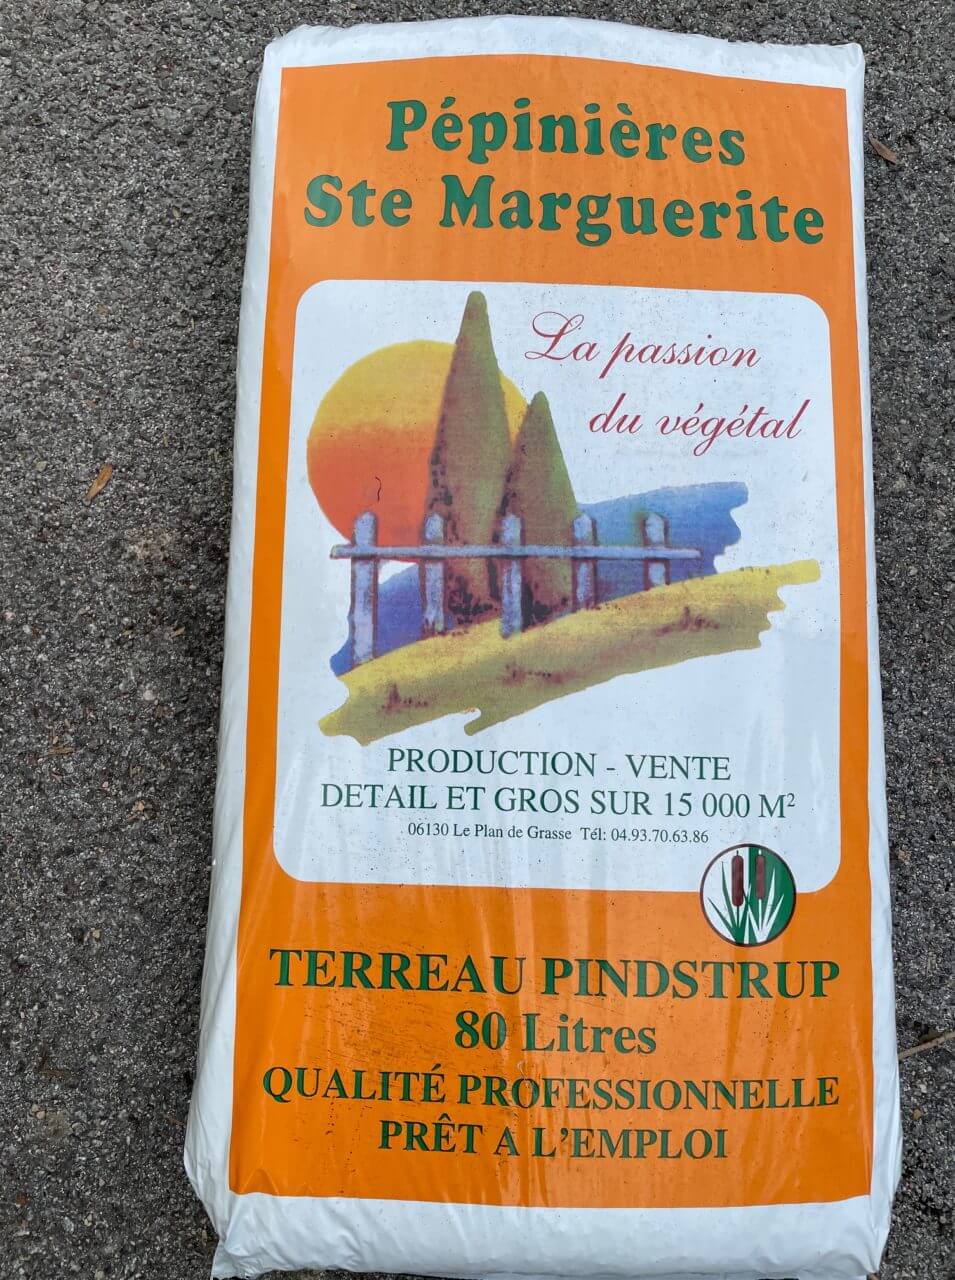 Pépinières
Ste Marguerite
La passion
du végétal
PRODUCTION - VENTE
DETAIL ET GROS SUR 15 000 M²
06130 Le Plan de Grasse Tél: 04.93.70.63.86
TERREAU PINDSTRUP
80 Litres
QUALITÉ PROFESSIONNELLE
PRÊT A L'EMPLOI